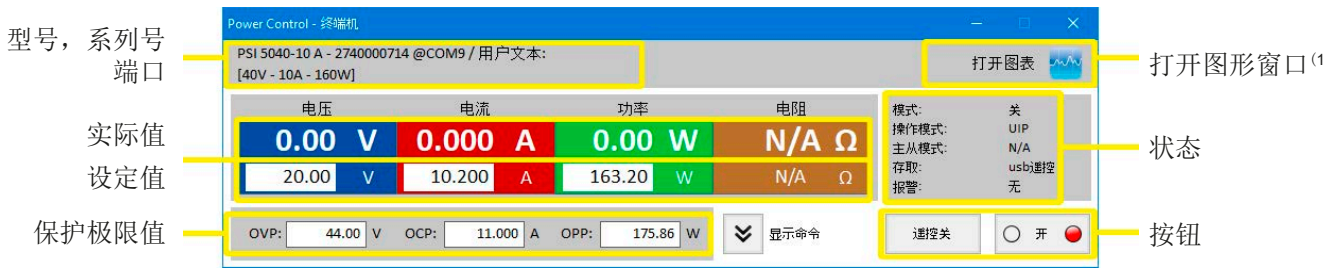 型号，系列号
端口
实际值
设定值
保护极限值
Power Control - 终端机
PSI 5040-10 A - 2740000714 @COM9 / 用户文本:
[40V - 10A - 160W]
打开图表
电压 电流 功率 电阻
0.00 V 0.000 A 0.00 W N/A Ω
20.00 V 10.200 A 163.20 W N/A Ω
模式: 关
操作模式: UIP
主从模式: N/A
存取: usb遥控
报警: 无
OVP: 44.00 V OCP: 11.000 A OPP: 175.86 W 显示命令
遥控关 开
打开图形窗口(1
状态
按钮